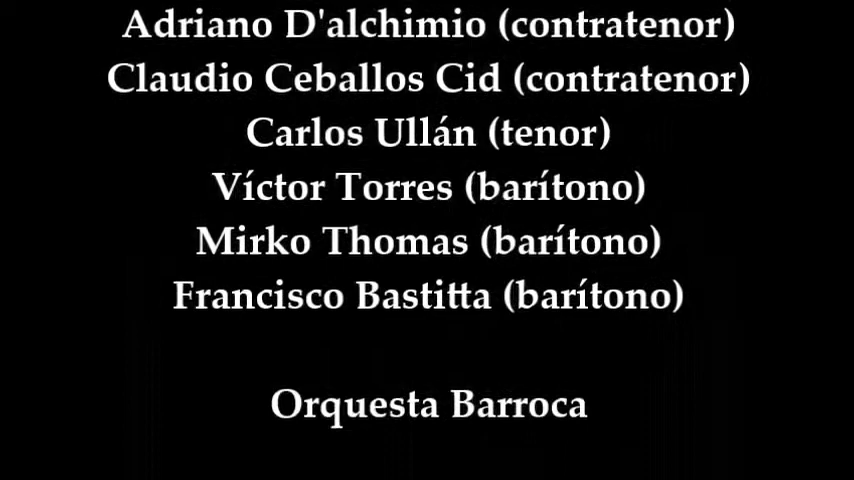 Adriano D'alchimio (contratenor)
Claudio Ceballos Cid (contratenor)
Carlos Ullán (tenor)
Víctor Torres (barítono)
Mirko Thomas (barítono)
Francisco Bastitta (barítono)
Orquesta Barroca